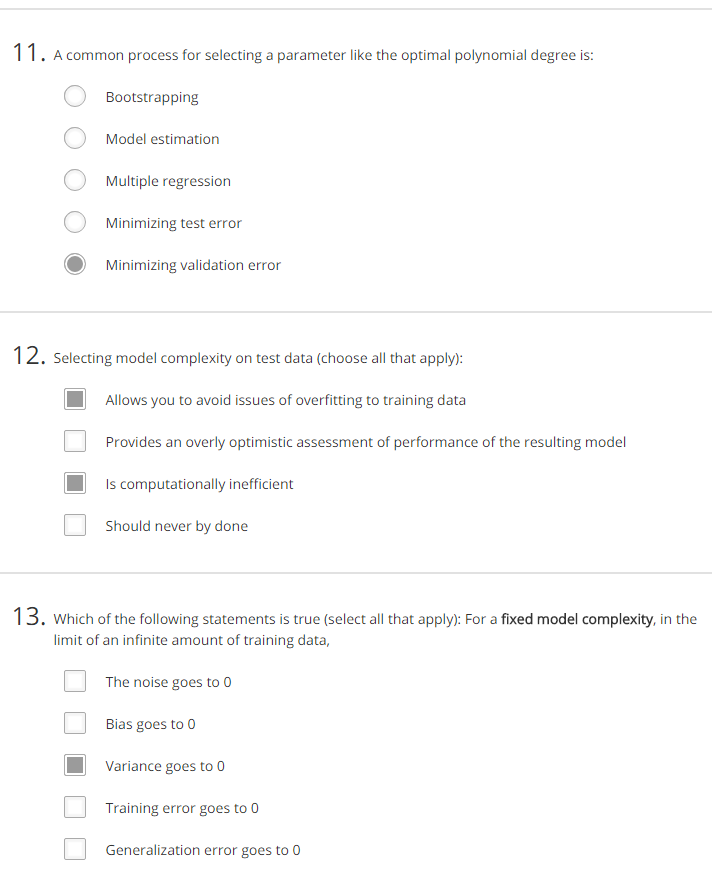 11. A common process for selecting a parameter like the optimal polynomial degree is:
Bootstrapping
Model estimation
Multiple regression
Minimizing test error
Minimizing validation error
12. Selecting model complexity on test data (choose all that apply):
Allows you to avoid issues of overfitting to training data
Provides an overly optimistic assessment of performance of the resulting model
Is computationally inefficient
Should never by done
13. Which of the following statements is true (select all that apply): For a fixed model complexity, in the
limit of an infinite amount of training data,
The noise goes to 0
Bias goes to 0
Variance goes to 0
Training error goes to 0
Generalization error goes to 0